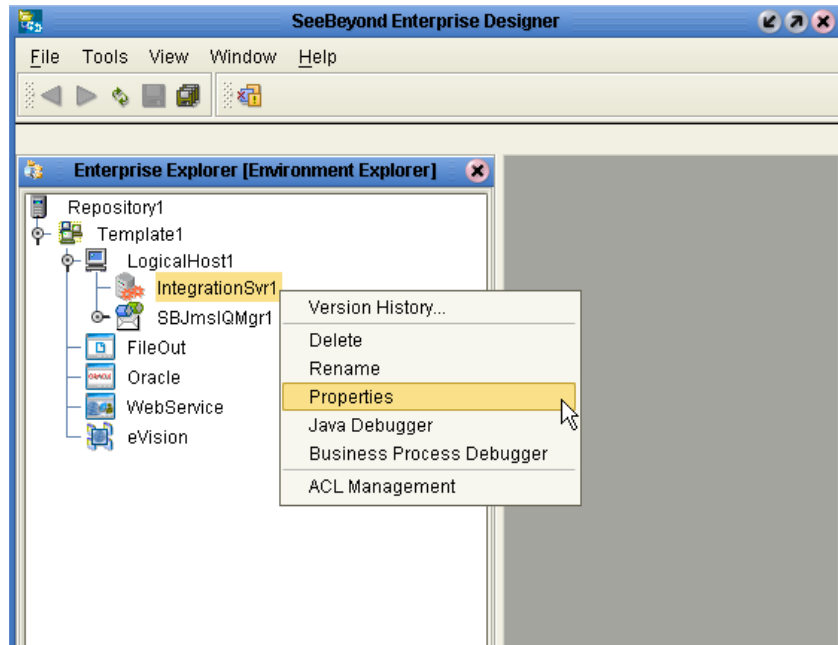 SeeBeyond Enterprise Designer
File Tools View Window Help
Enterprise Explorer [Environment Explorer]
Repository1
Template1
LogicalHost1
IntegrationSvr1
SBJmsIQMgr1
FileOut
ORACLE Oracle
WebService
eVision
Version History...
Delete
Rename
Properties
Java Debugger
Business Process Debugger
ACL Management